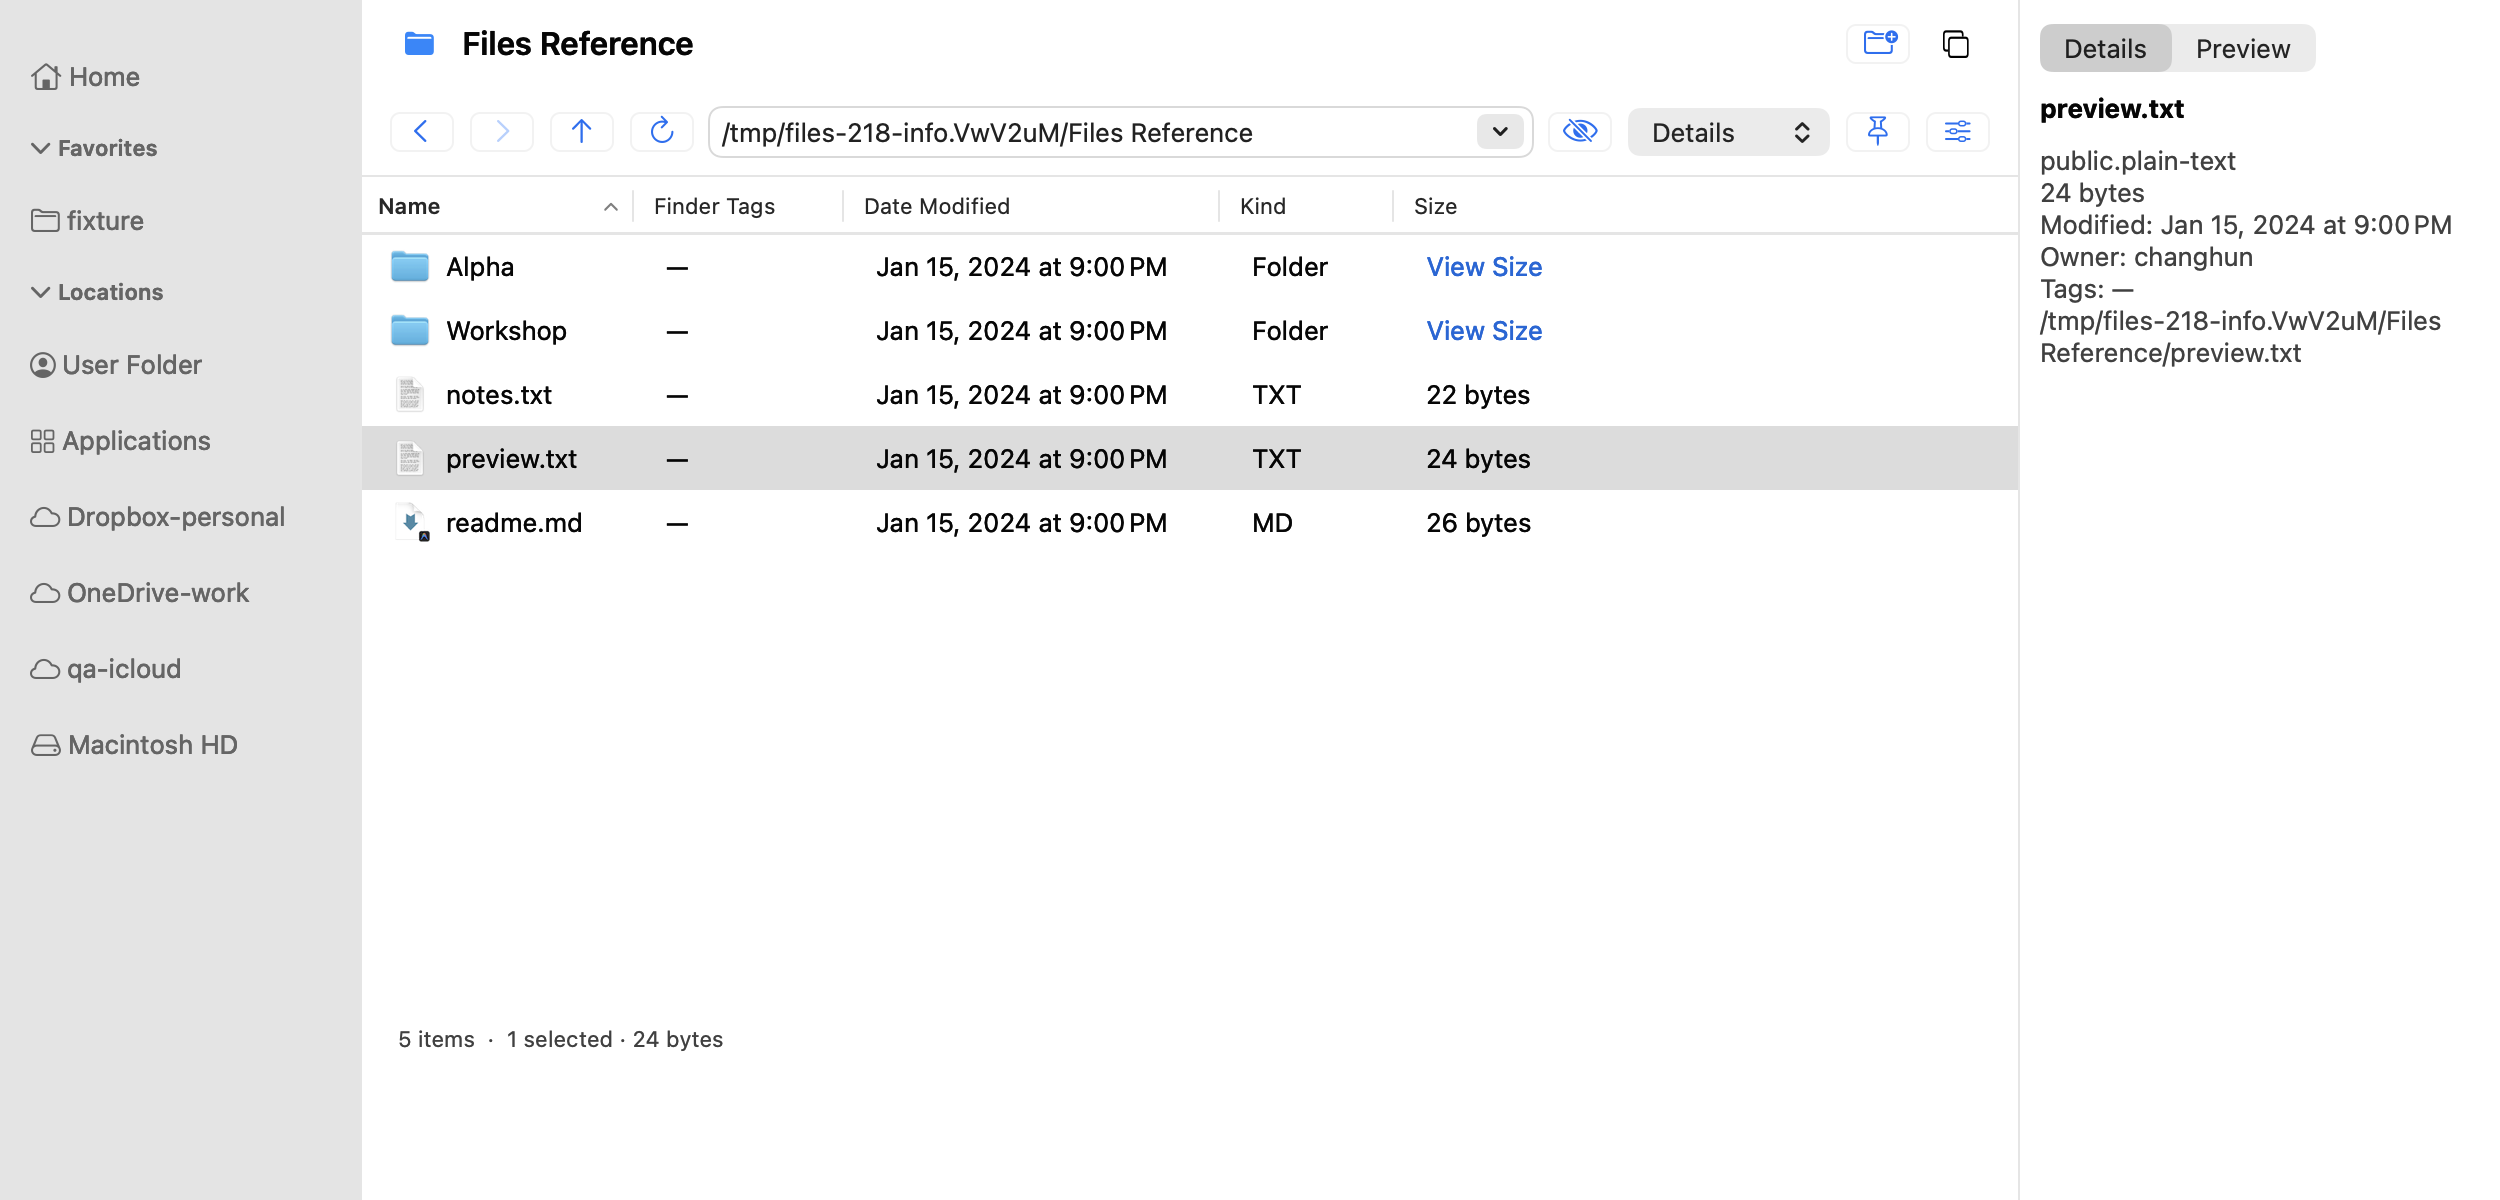 Home
Favorites
fixture
Locations
User Folder
Applications
Dropbox-personal
OneDrive-work
qa-icloud
Macintosh HD
Files Reference
/tmp/files-218-info.VwV2uM/Files Reference
Details
Name Finder Tags Date Modified Kind Size
Alpha — Jan 15, 2024 at 9:00 PM Folder View Size
Workshop — Jan 15, 2024 at 9:00 PM Folder View Size
notes.txt — Jan 15, 2024 at 9:00 PM TXT 22 bytes
preview.txt — Jan 15, 2024 at 9:00 PM TXT 24 bytes
readme.md — Jan 15, 2024 at 9:00 PM MD 26 bytes
5 items · 1 selected · 24 bytes
Details Preview
preview.txt
public.plain-text
24 bytes
Modified: Jan 15, 2024 at 9:00 PM
Owner: changhun
Tags: —
/tmp/files-218-info.VwV2uM/Files
Reference/preview.txt